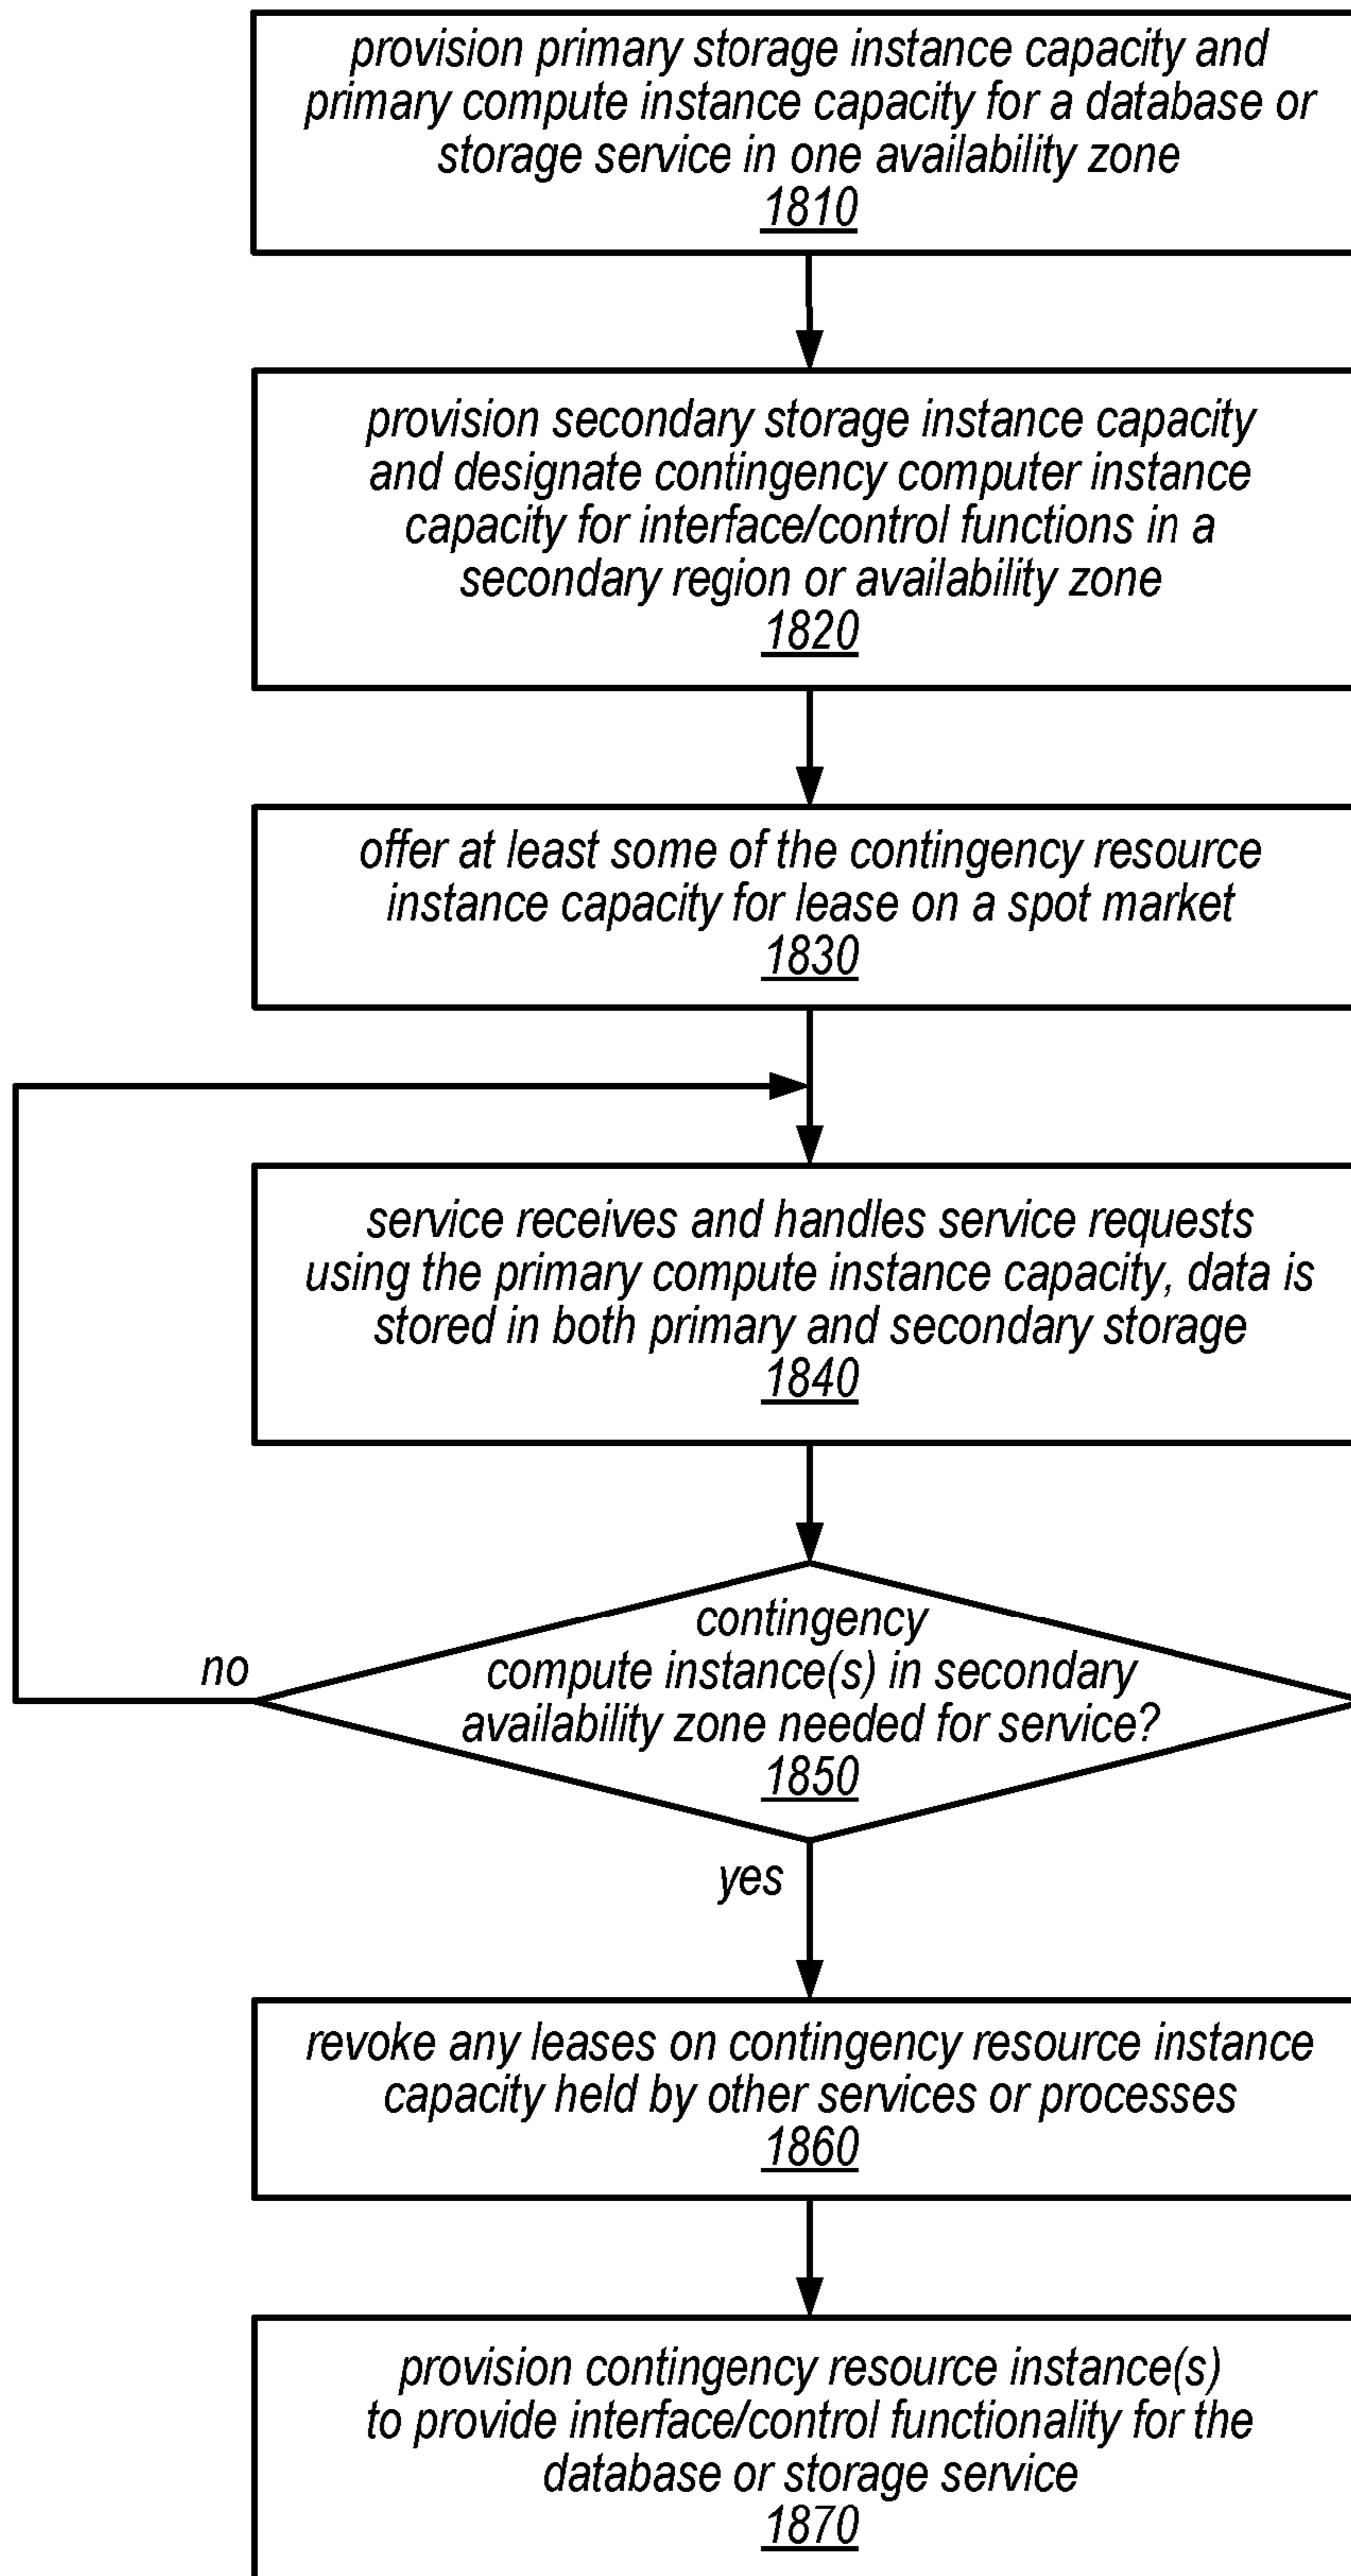 provision primary storage instance capacity and
primary compute instance capacity for a database or
storage service in one availability zone
1810
provision secondary storage instance capacity
and designate contingency computer instance
capacity for interface/control functions in a
secondary region or availability zone
1820
offer at least some of the contingency resource
instance capacity for lease on a spot market
1830
service receives and handles service requests
using the primary compute instance capacity, data is
stored in both primary and secondary storage
1840
contingency
compute instance(s) in secondary
availability zone needed for service?
1850
no
yes
revoke any leases on contingency resource instance
capacity held by other services or processes
1860
provision contingency resource instance(s)
to provide interface/control functionality for the
database or storage service
1870